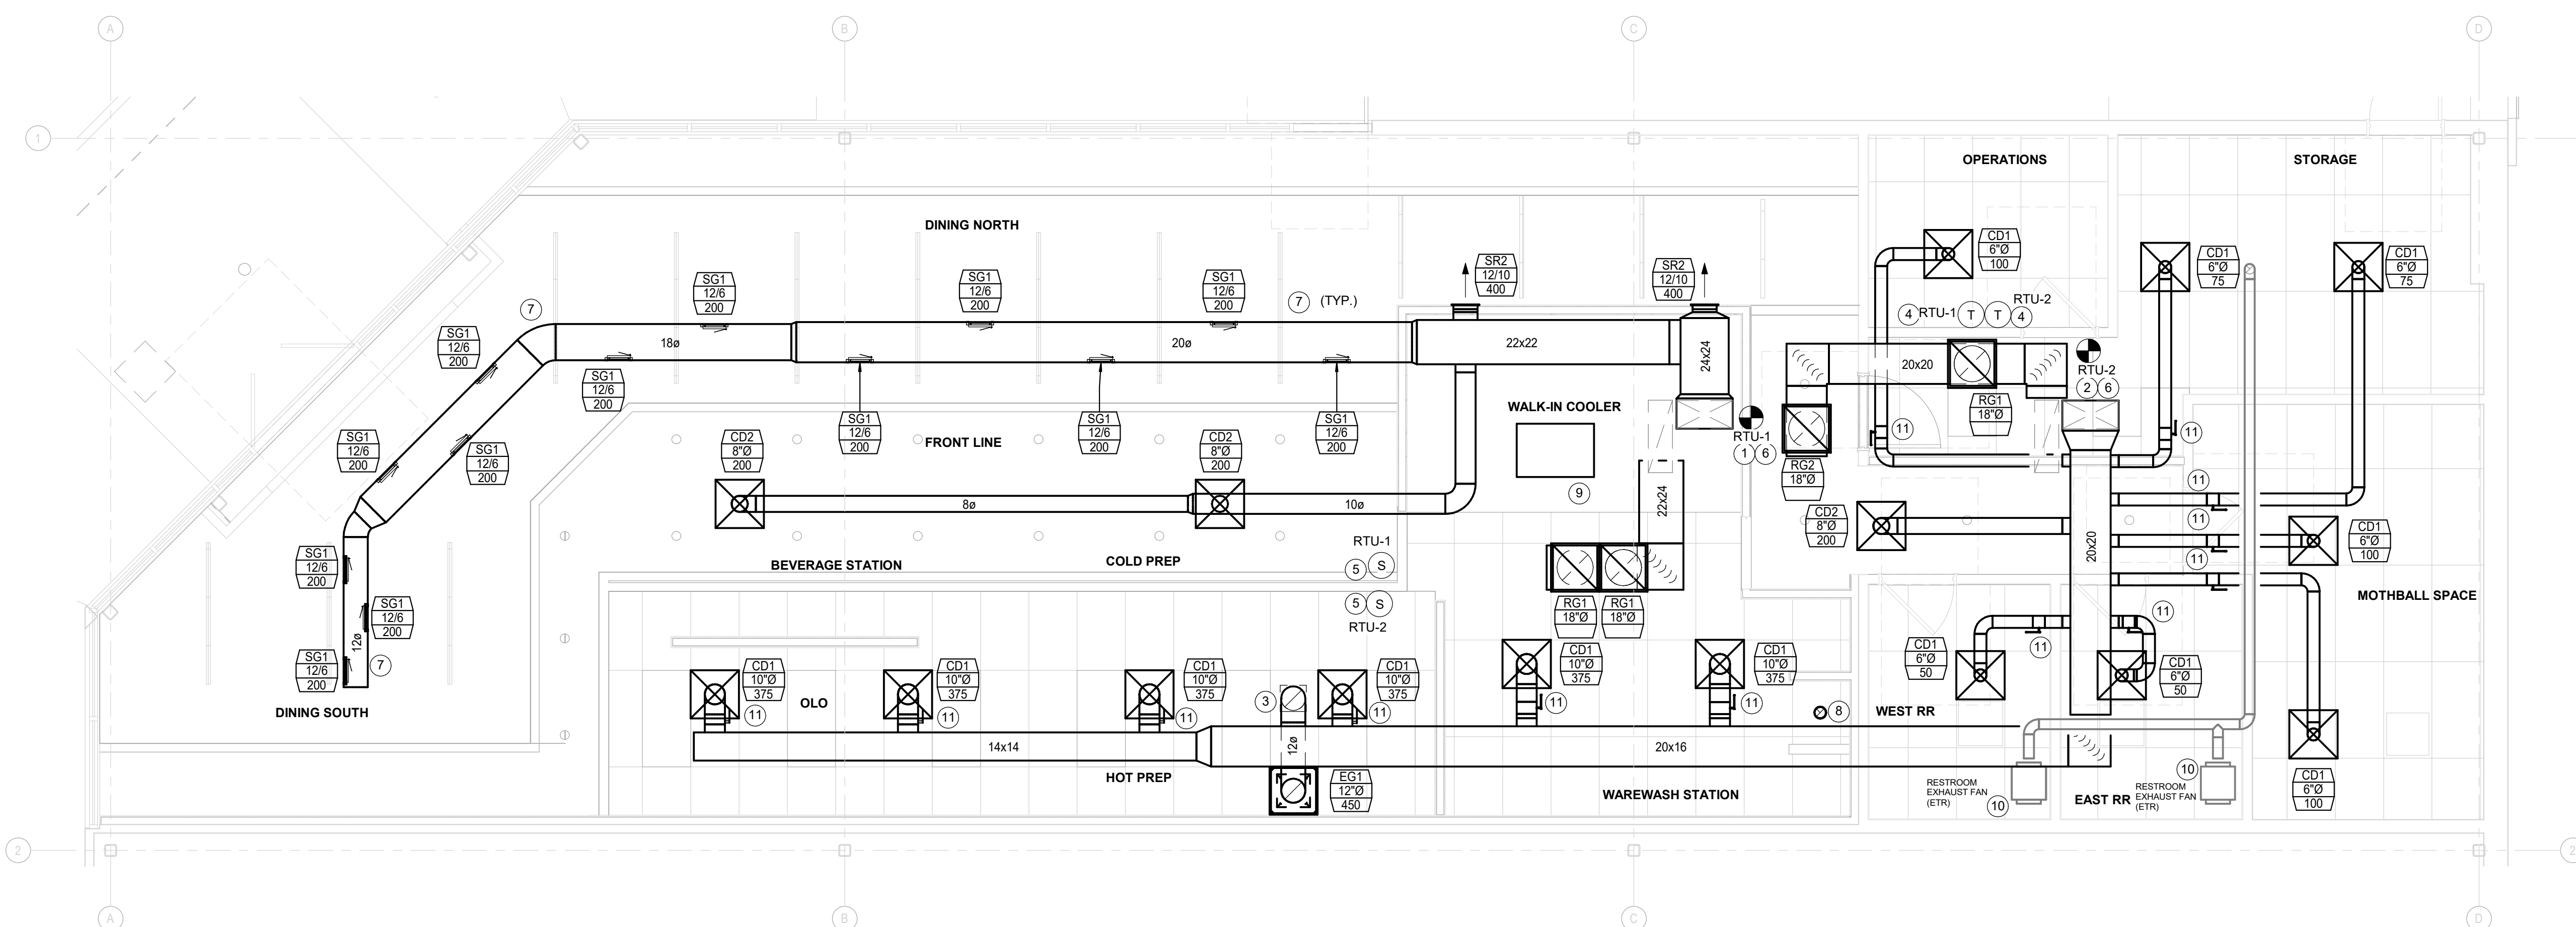 A
B
C
D
1
OPERATIONS
STORAGE
DINING NORTH
CD1
6"Ø
100
CD1
6"Ø
75
CD1
6"Ø
75
SR2
12/10
400
SR2
12/10
400
SG1
12/6
200
SG1
12/6
200
SG1
12/6
200
7
7 (TYP.)
4 RTU-1 T T 4
RTU-2
SG1
12/6
200
18ø
20ø
22x22
24x24
20x20
RTU-2
2 6
SG1
12/6
200
RG1
18"Ø
WALK-IN COOLER
SG1
12/6
200
SG1
12/6
200
SG1
12/6
200
FRONT LINE
CD2
8"Ø
200
CD2
8"Ø
200
RTU-1
1 6
11
11
SG1
12/6
200
SG1
12/6
200
RG2
18"Ø
9
22x24
11
8ø
10ø
CD2
8"Ø
200
11
CD1
6"Ø
100
20x20
11
RTU-1
5 S
BEVERAGE STATION
COLD PREP
SG1
12/6
200
5 S
RTU-2
RG1
18"Ø
RG1
18"Ø
MOTHBALL SPACE
SG1
12/6
200
12ø
7
SG1
12/6
200
11
11
CD1
6"Ø
50
CD1
6"Ø
50
CD1
10"Ø
375
CD1
10"Ø
375
CD1
10"Ø
375
CD1
10"Ø
375
CD1
10"Ø
375
CD1
10"Ø
375
OLO
3
11
11
11
11
11
11
8
WEST RR
DINING SOUTH
14x14
12ø
20x16
HOT PREP
EG1
12"Ø
450
WAREWASH STATION
RESTROOM
EXHAUST FAN
(ETR)
10
EAST RR
RESTROOM
EXHAUST FAN
(ETR)
10
CD1
6"Ø
100
2
2
A
B
C
D